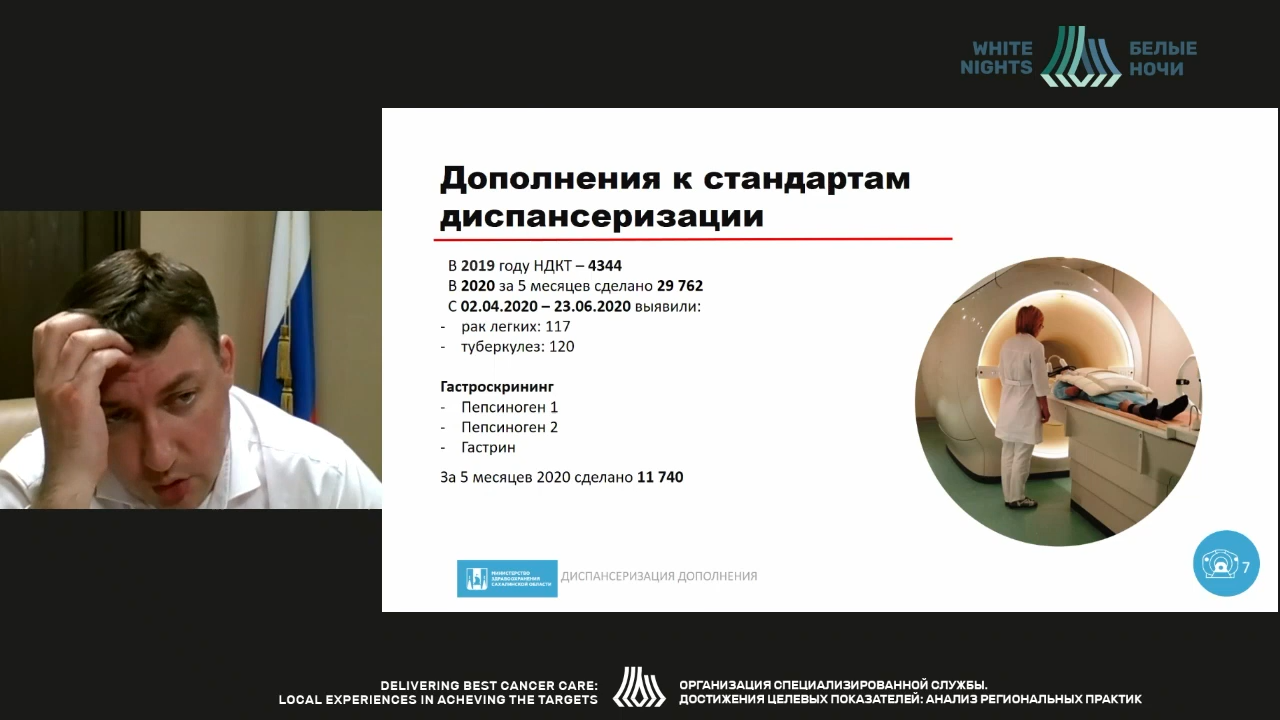 WHITE
NIGHTS
БЕЛЫЕ
НОЧИ
Дополнения к стандартам
диспансеризации
В 2019 году НДКТ – 4344
В 2020 за 5 месяцев сделано 29 762
С 02.04.2020 – 23.06.2020 выявили:
- рак легких: 117
- туберкулез: 120
Гастроскрининг
- Пепсиноген 1
- Пепсиноген 2
- Гастрин
За 5 месяцев 2020 сделано 11 740
МИНИСТЕРСТВО
ЗДРАВООХРАНЕНИЯ
САХАЛИНСКОЙ ОБЛАСТИ
ДИСПАНСЕРИЗАЦИЯ ДОПОЛНЕНИЯ
7
DELIVERING BEST CANCER CARE:
LOCAL EXPERIENCES IN ACHEVING THE TARGETS
ОРГАНИЗАЦИЯ СПЕЦИАЛИЗИРОВАННОЙ СЛУЖБЫ.
ДОСТИЖЕНИЯ ЦЕЛЕВЫХ ПОКАЗАТЕЛЕЙ: АНАЛИЗ РЕГИОНАЛЬНЫХ ПРАКТИК